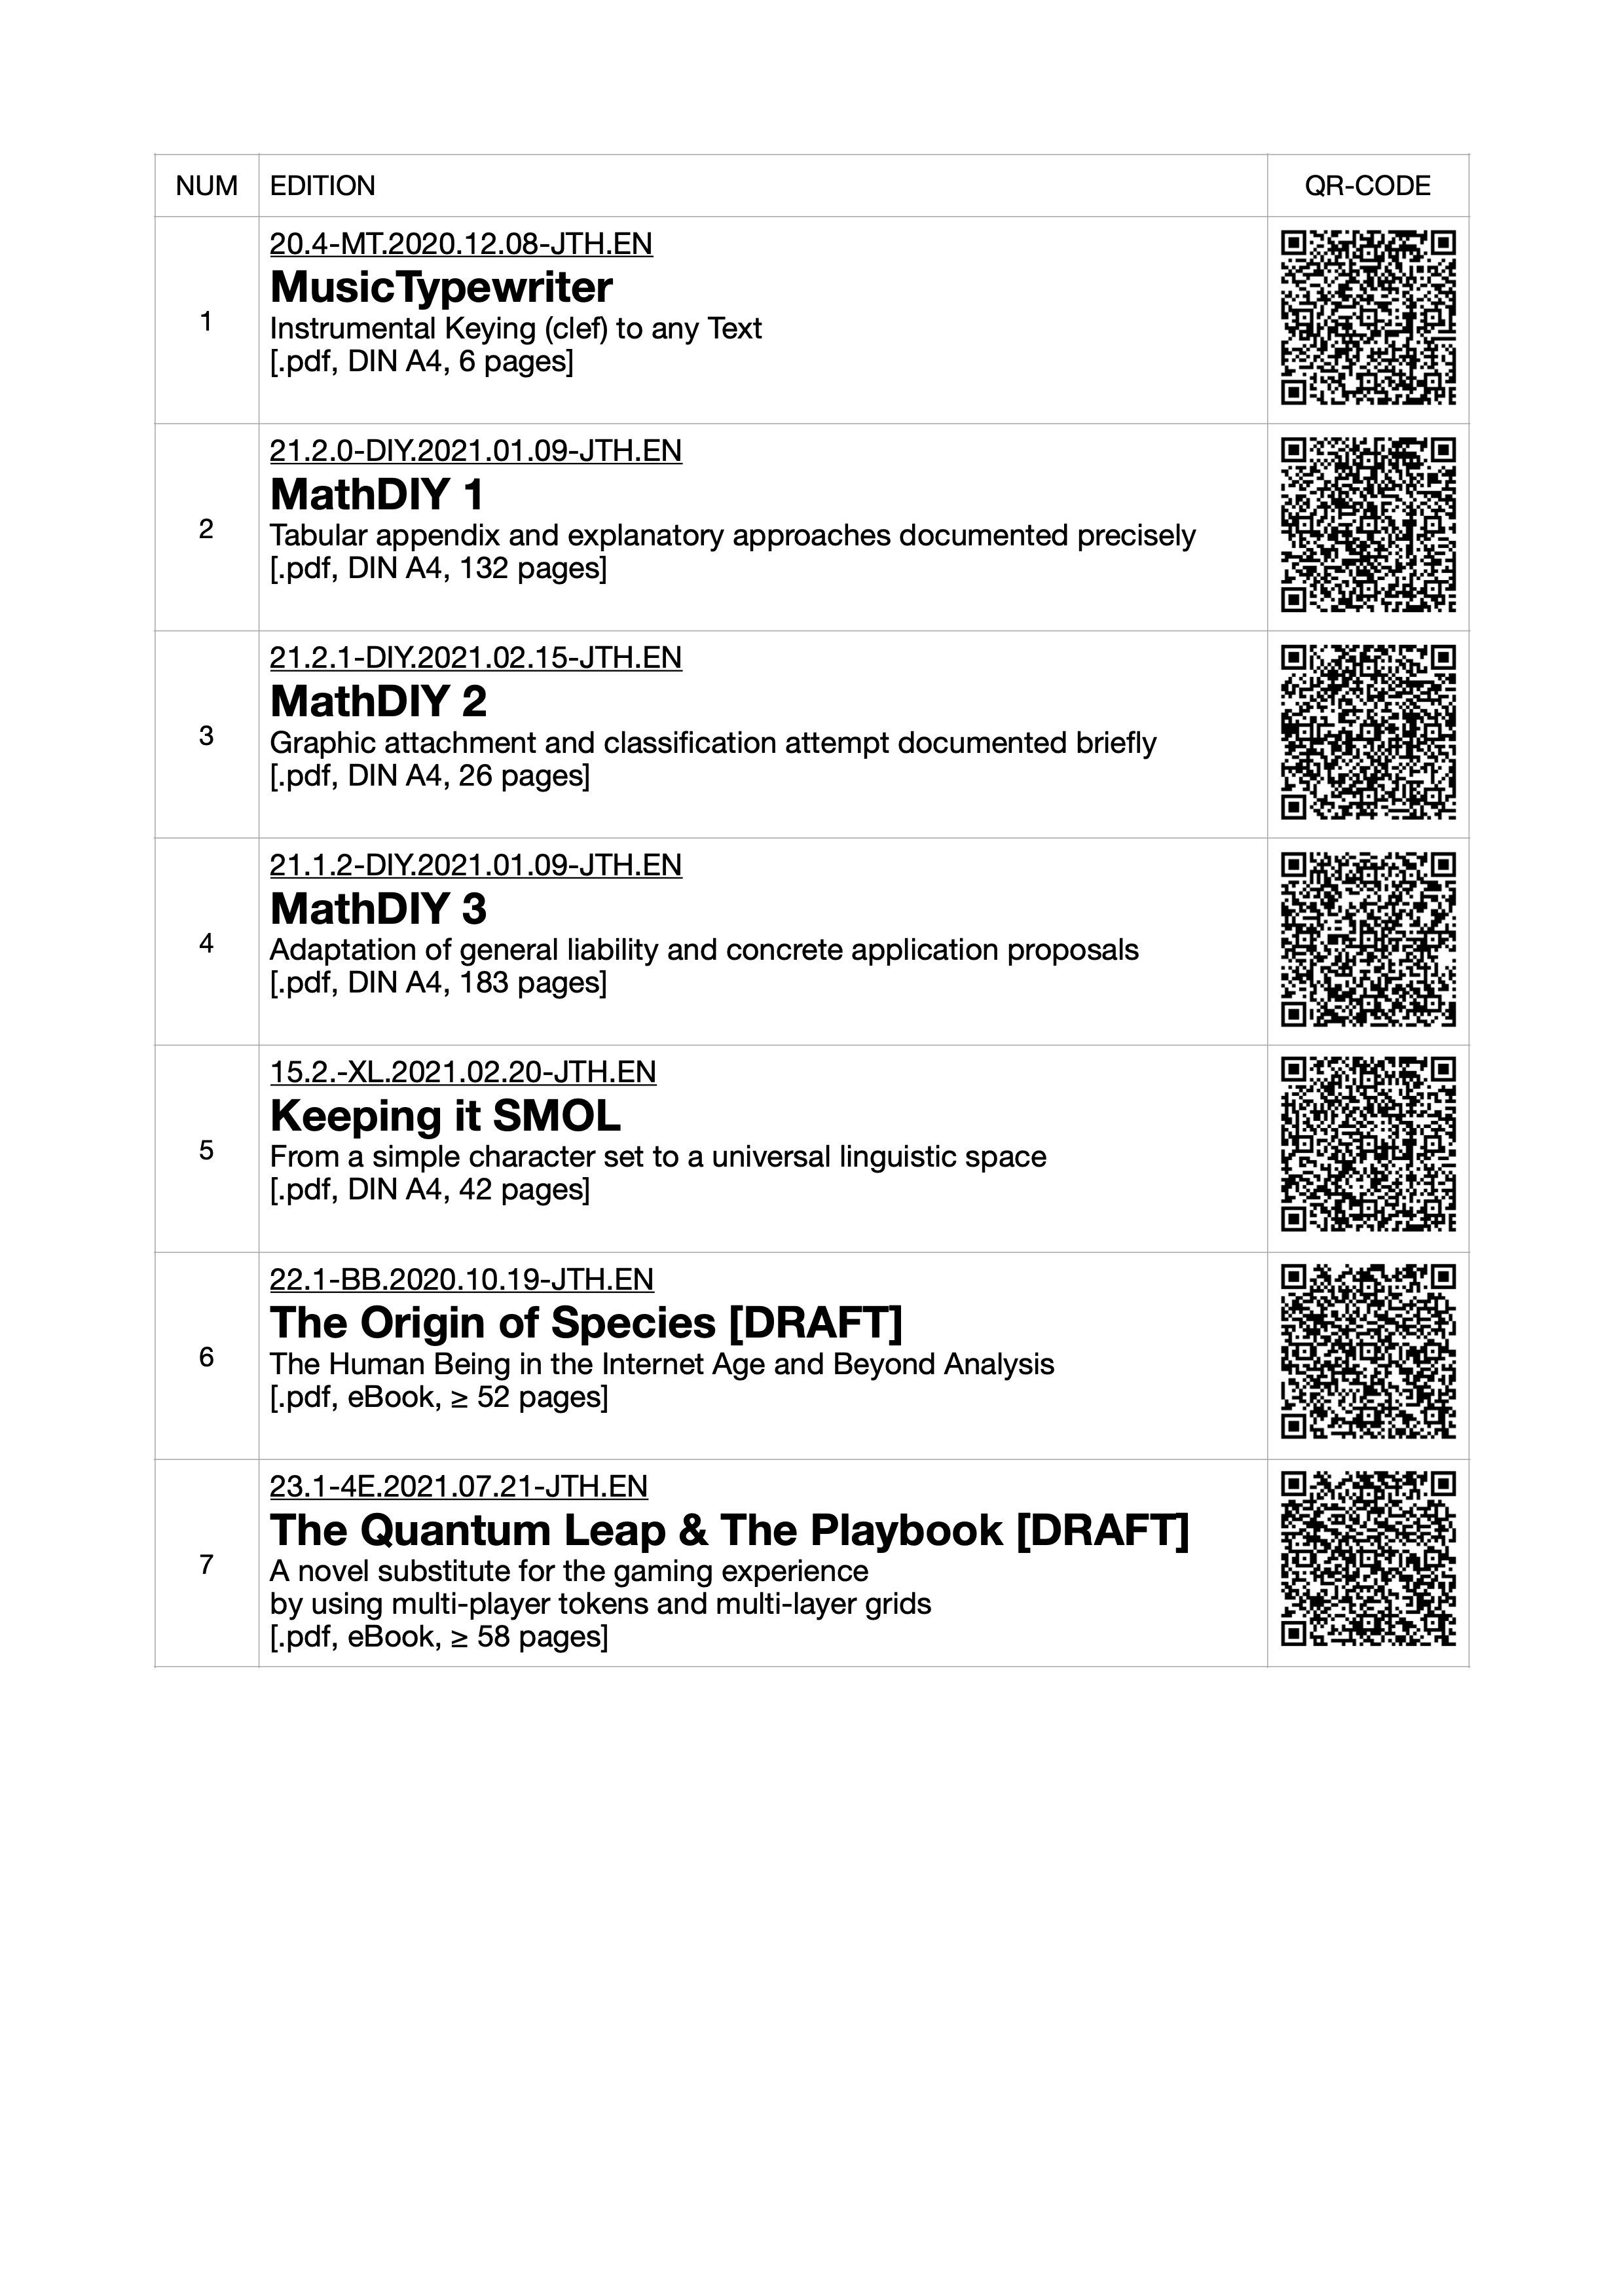 NUM EDITION QR-CODE
20.4-MT.2020.12.08-JTH.EN
MusicTypewriter
1
Instrumental Keying (clef) to any Text
[.pdf, DIN A4, 6 pages]
21.2.0-DIY.2021.01.09-JTH.EN
MathDIY 1
2
Tabular appendix and explanatory approaches documented precisely
[.pdf, DIN A4, 132 pages]
21.2.1-DIY.2021.02.15-JTH.EN
MathDIY 2
3
Graphic attachment and classification attempt documented briefly
[.pdf, DIN A4, 26 pages]
21.1.2-DIY.2021.01.09-JTH.EN
MathDIY 3
4
Adaptation of general liability and concrete application proposals
[.pdf, DIN A4, 183 pages]
15.2.-XL.2021.02.20-JTH.EN
Keeping it SMOL
5
From a simple character set to a universal linguistic space
[.pdf, DIN A4, 42 pages]
22.1-BB.2020.10.19-JTH.EN
The Origin of Species [DRAFT]
6
The Human Being in the Internet Age and Beyond Analysis
[.pdf, eBook, ≥ 52 pages]
23.1-4E.2021.07.21-JTH.EN
The Quantum Leap & The Playbook [DRAFT]
7
A novel substitute for the gaming experience
by using multi-player tokens and multi-layer grids
[.pdf, eBook, ≥ 58 pages]